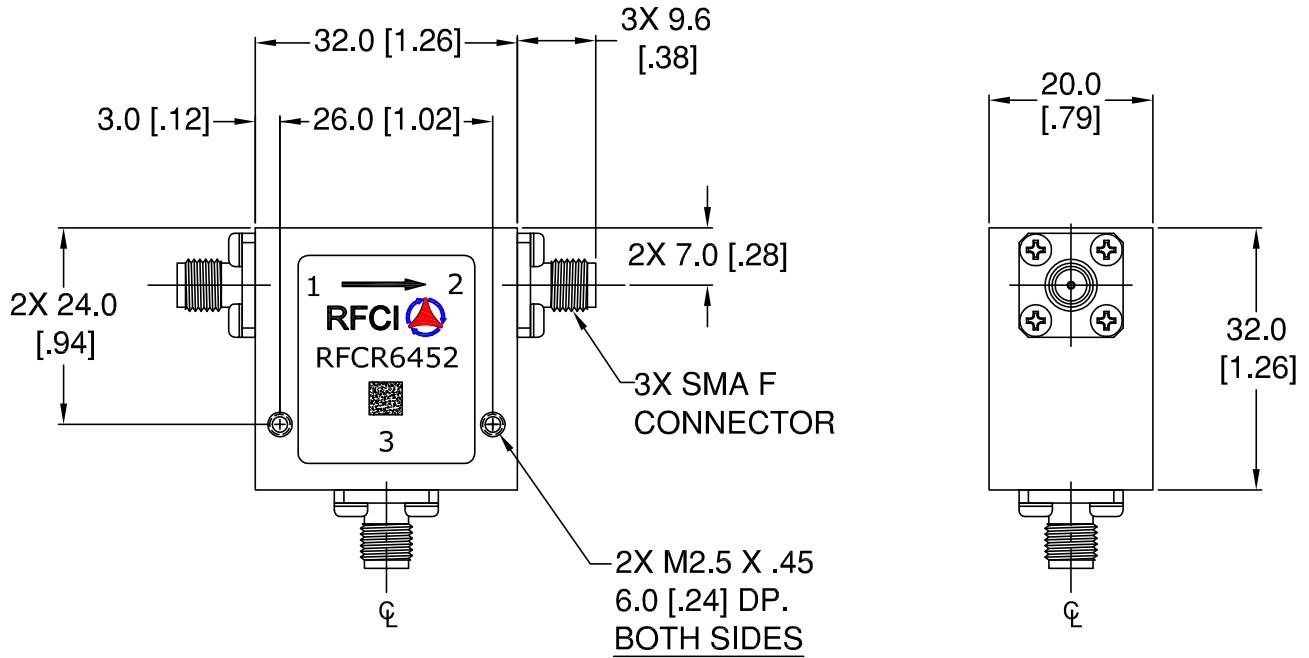 32.0 [1.26]
3X 9.6
[.38]
3.0 [.12]
26.0 [1.02]
2X 24.0
[.94]
2X 7.0 [.28]
1
2
RFCI
RFCR6452
3
3X SMA F
CONNECTOR
2X M2.5 X .45
6.0 [.24] DP.
BOTH SIDES
℄
20.0
[.79]
32.0
[1.26]
℄